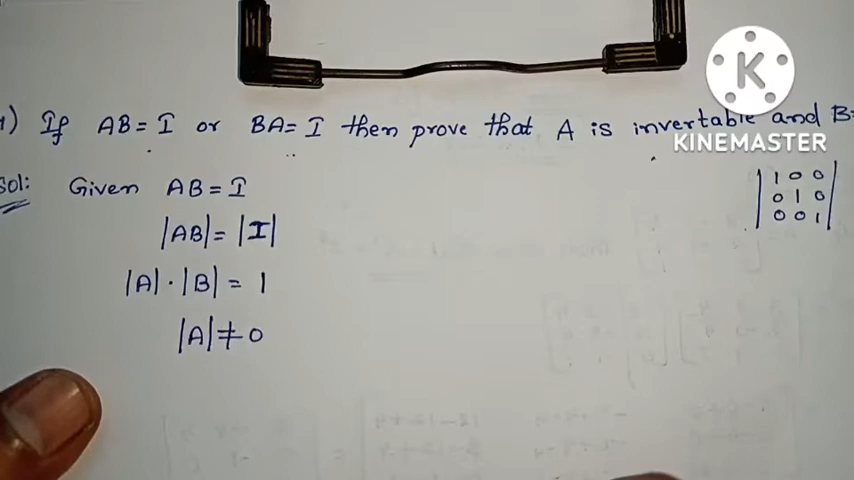 1) If AB = I or BA = I then prove that A is invertable and B=
K
KINEMASTER
Sol: Given AB = I
|AB| = |I|
|A| · |B| = 1
|A| ≠ 0
| 1 0 0 |
| 0 1 0 |
| 0 0 1 |